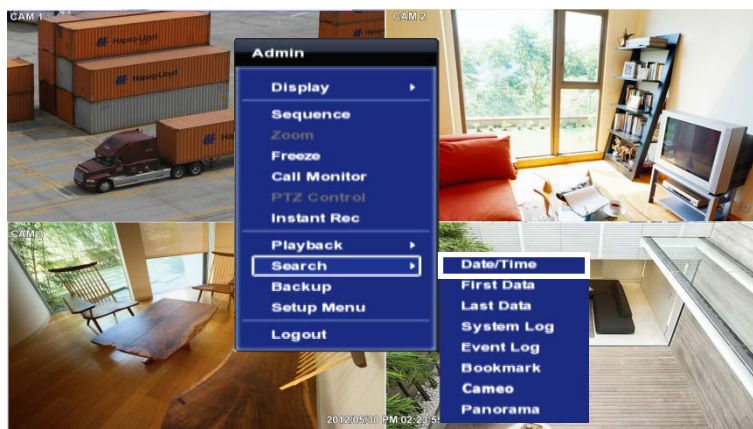 CAM 1
CAM 2
Hapag-Lloyd
Hapag-Lloyd
Admin
Display
Sequence
Zoom
Freeze
Call Monitor
PTZ Control
Instant Rec
CAM 3
Playback
Search
Backup
Setup Menu
Logout
Date/Time
First Data
Last Data
System Log
Event Log
Bookmark
Cameo
Panorama
PM